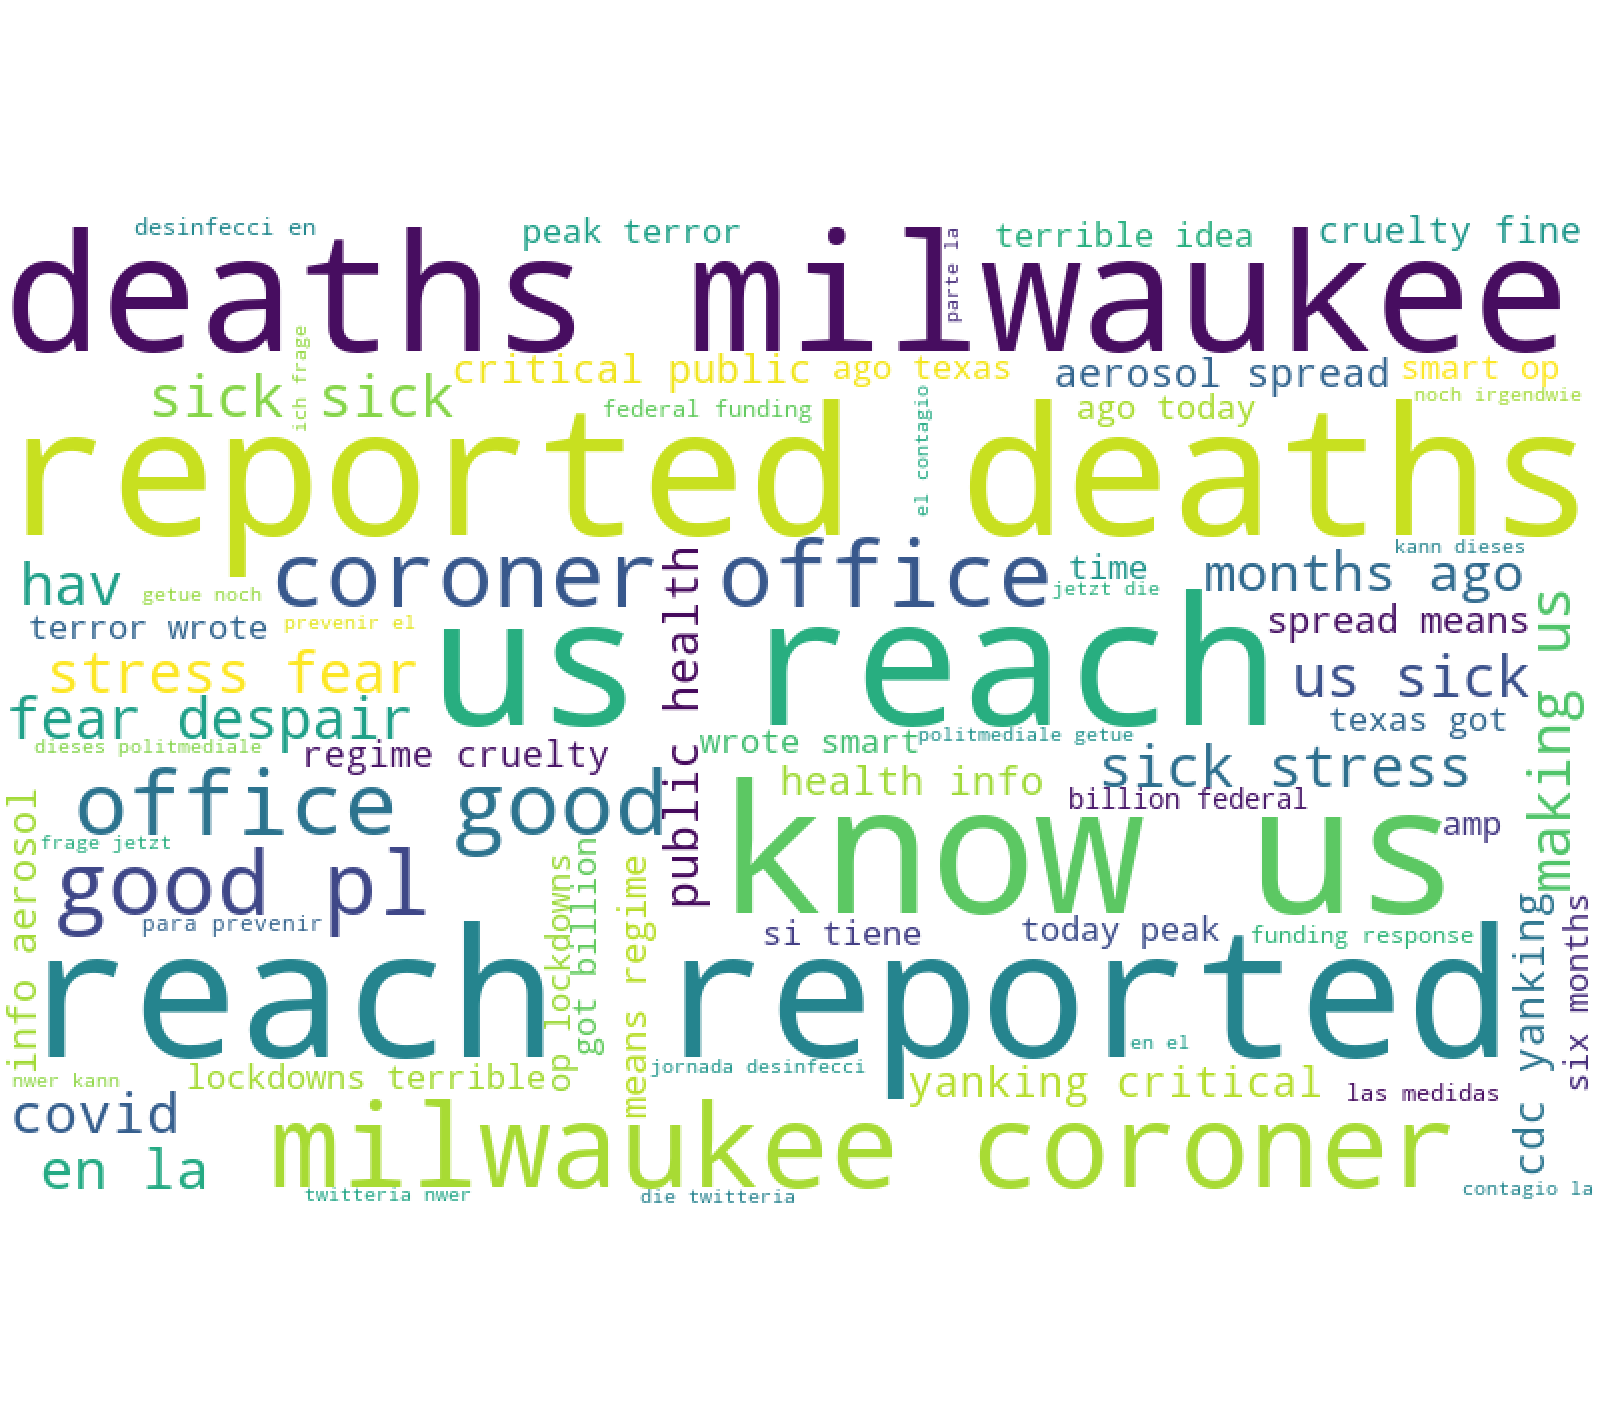 desinfecci en
peak terror
parte la
terrible idea
cruelty fine
deaths milwaukee
ich frage
critical public
ago texas
aerosol spread
smart op
sick sick
federal funding
el contagio
ago today
noch irgendwie
reported deaths
hav
getue noch
coroner office
public health
time
jetzt die
kann dieses
months ago
terror wrote
prevenir el
us reach
spread means
making us
stress fear
us sick
fear despair
texas got
dieses politmediale
regime cruelty
wrote smart
politmediale getue
sick stress
office good
health info
billion federal
know us
amp
info aerosol
frage jetzt
good pl
op lockdowns
got billion
means regime
para prevenir
si tiene
today peak
funding response
cdc yanking
six months
reach reported
en el
nwer kann
lockdowns terrible
jornada desinfecci
yanking critical
las medidas
covid
milwaukee coroner
en la
twitteria nwer
die twitteria
contagio la